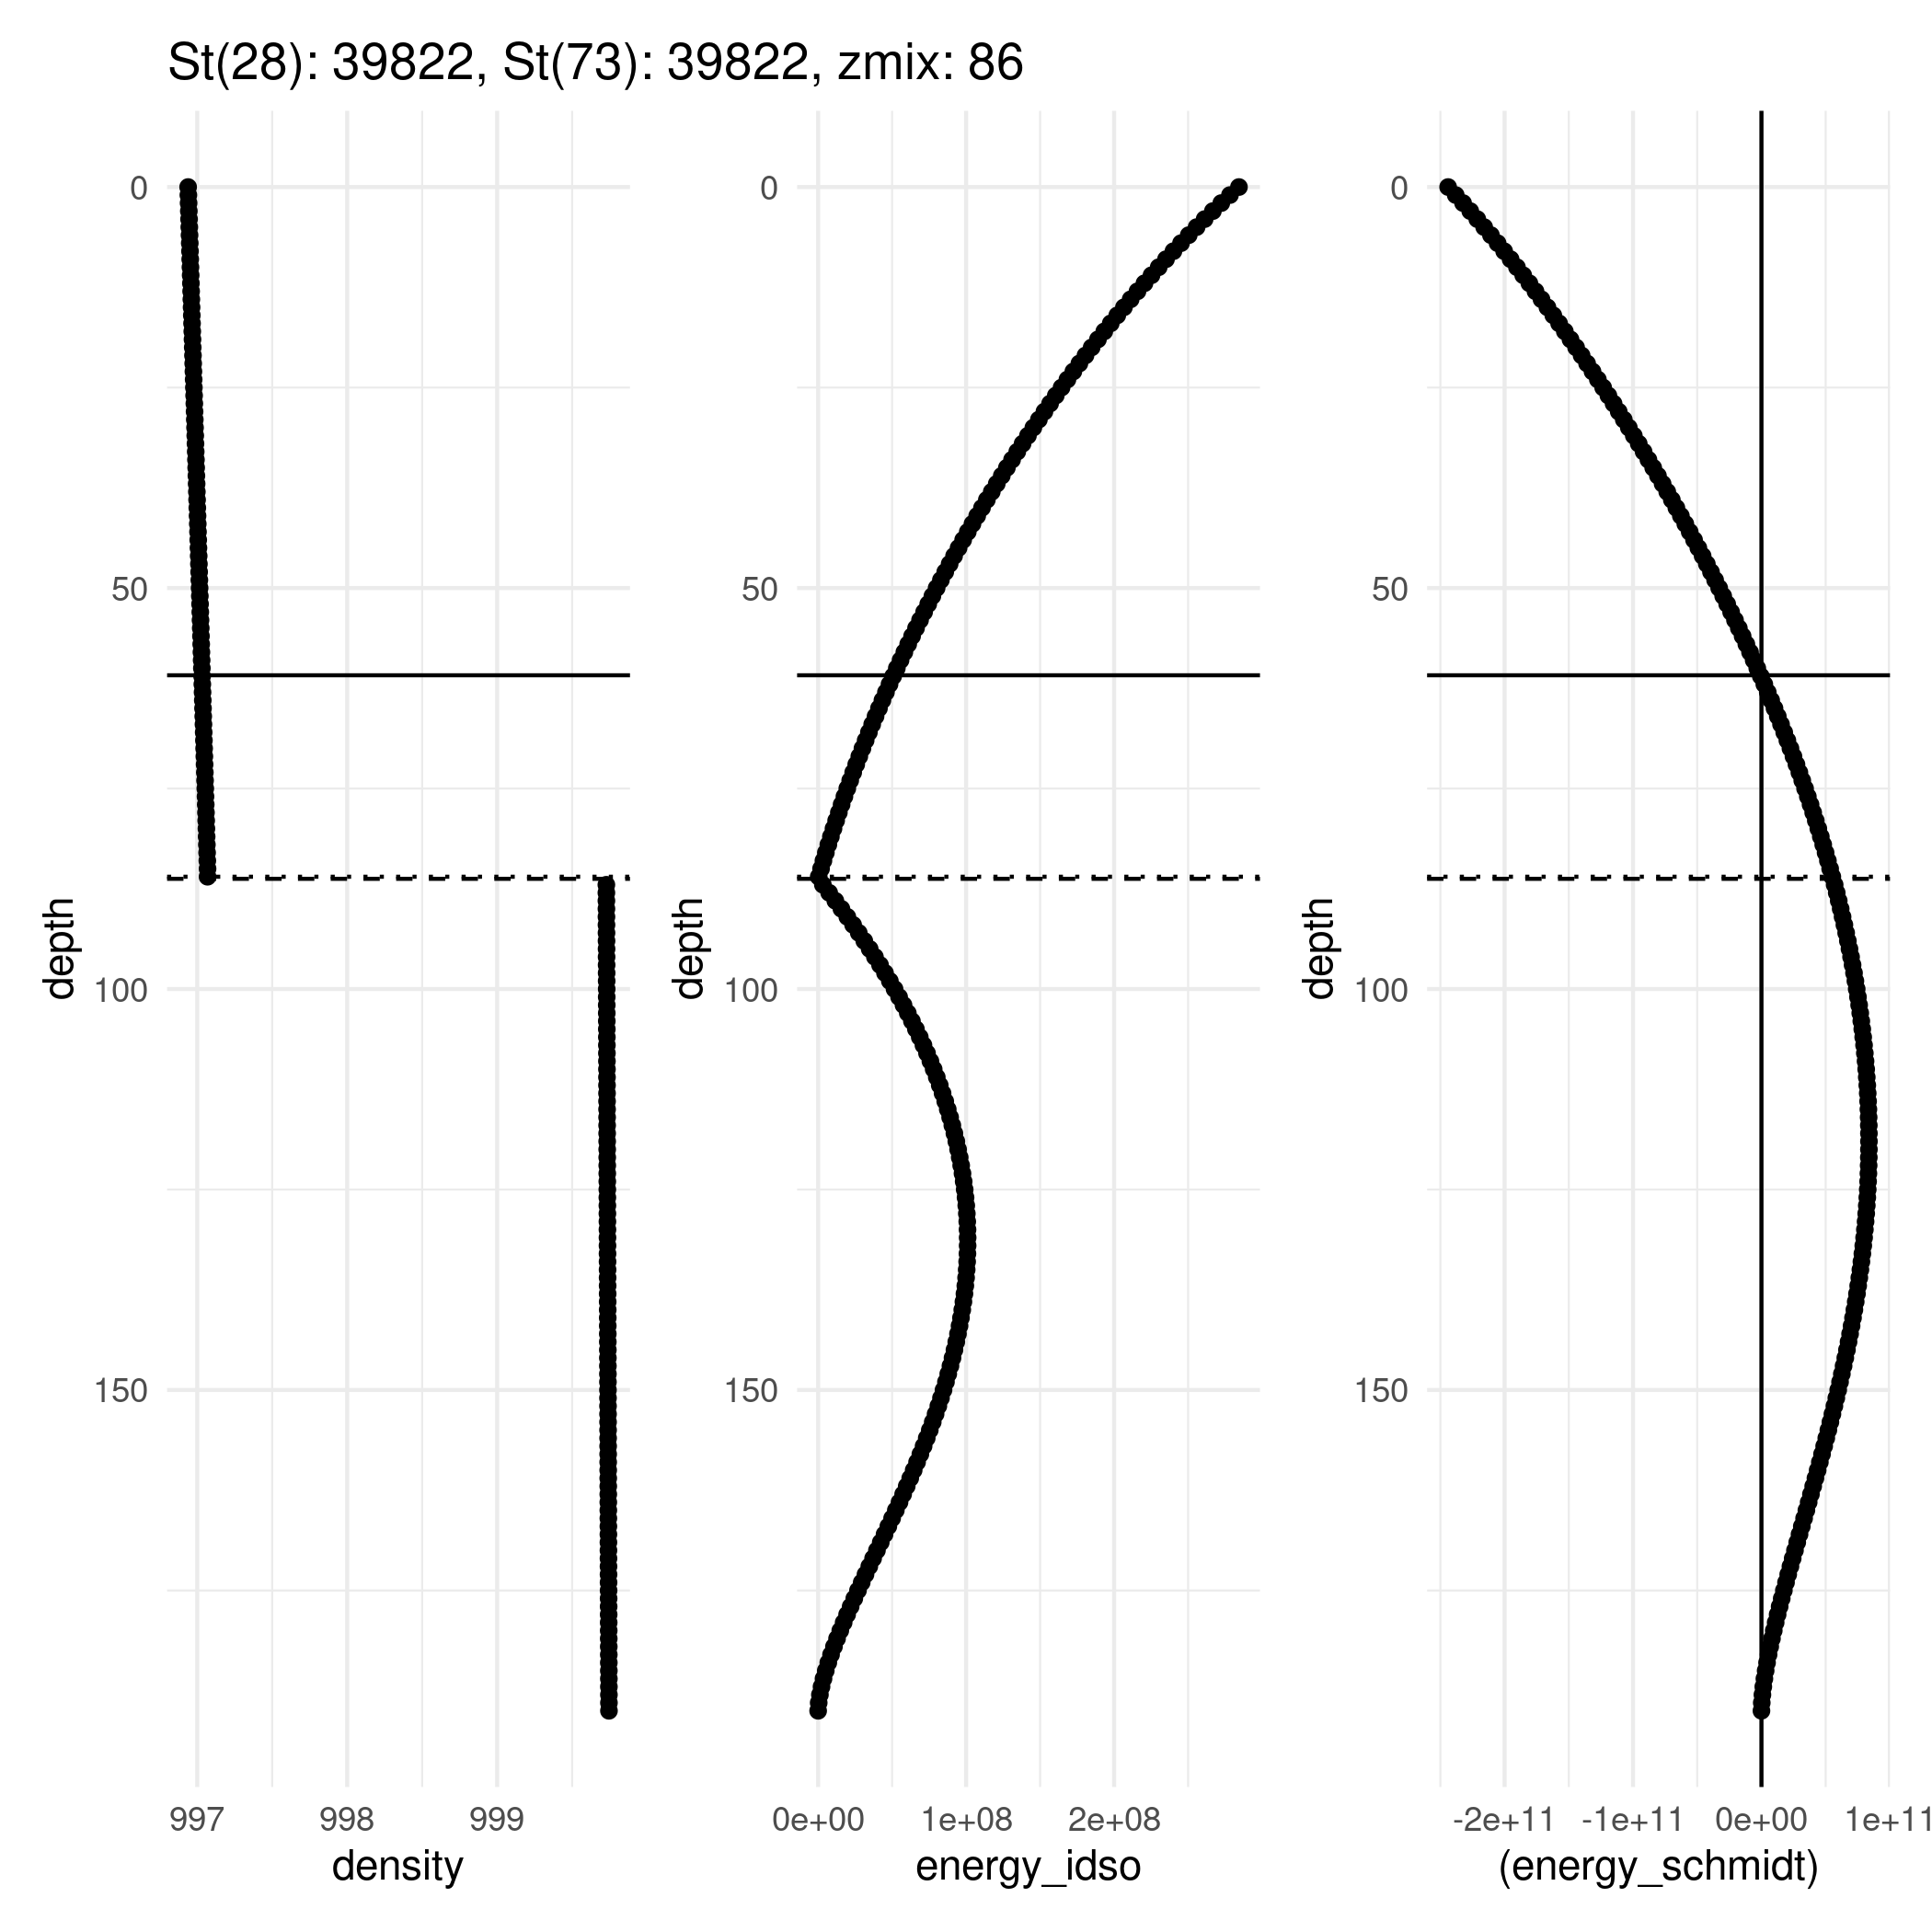 St(28): 39822, St(73): 39822, zmix: 86
0
50
100
150
depth
997
998
999
density
0
50
100
150
depth
0e+00
1e+08
2e+08
energy_idso
0
50
100
150
depth
-2e+11
-1e+11
0e+00
1e+11
(energy_schmidt)